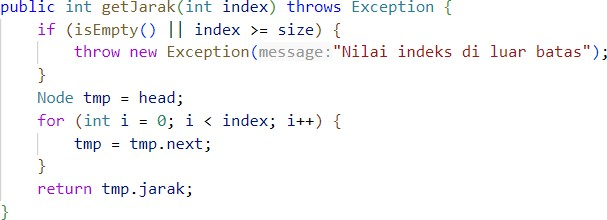 public int getJarak(int index) throws Exception {
    if (isEmpty() || index >= size) {
        throw new Exception(message:"Nilai indeks di luar batas");
    }
    Node tmp = head;
    for (int i = 0; i < index; i++) {
        tmp = tmp.next;
    }
    return tmp.jarak;
}